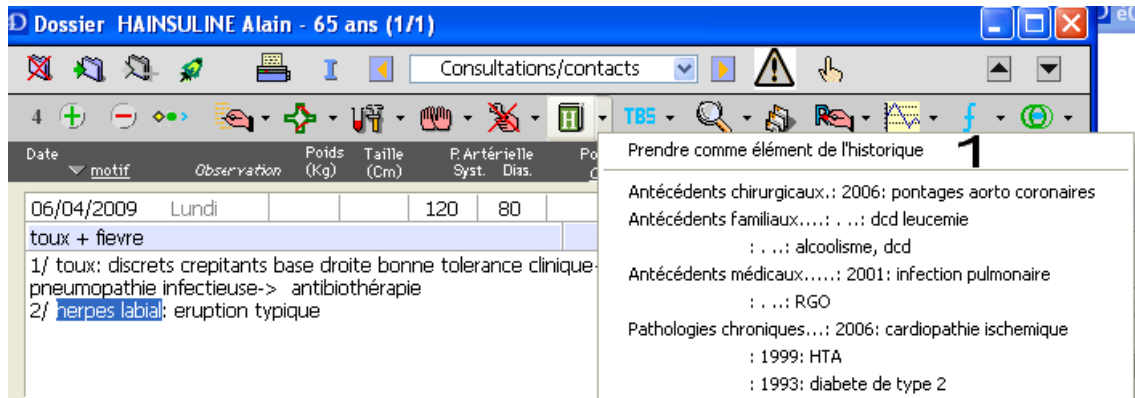 Dossier HAINSULINE Alain - 65 ans (1/1)
éC
I Consultations/contacts
4 H TBS R f
Date Poids Taille P.Artérielle Po
motif Observation (Kg) (Cm) Syst. Dias.
06/04/2009 Lundi 120 80
toux + fievre
1/ toux: discrets crepitants base droite bonne tolerance clinique-
pneumopathie infectieuse-> antibiothérapie
2/ herpes labial: eruption typique
Prendre comme élément de l'historique 1
Antécédents chirurgicaux.: 2006: pontages aorto coronaires
Antécédents familiaux....: . ..: dcd leucemie
: . ..: alcoolisme, dcd
Antécédents médicaux.....: 2001: infection pulmonaire
: . ..: RGO
Pathologies chroniques...: 2006: cardiopathie ischemique
: 1999: HTA
: 1993: diabete de type 2